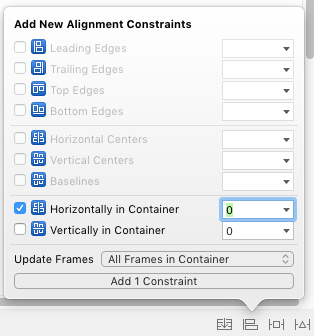 Add New Alignment Constraints
Leading Edges
Trailing Edges
Top Edges
Bottom Edges
Horizontal Centers
Vertical Centers
Baselines
Horizontally in Container 0
Vertically in Container 0
Update Frames All Frames in Container
Add 1 Constraint